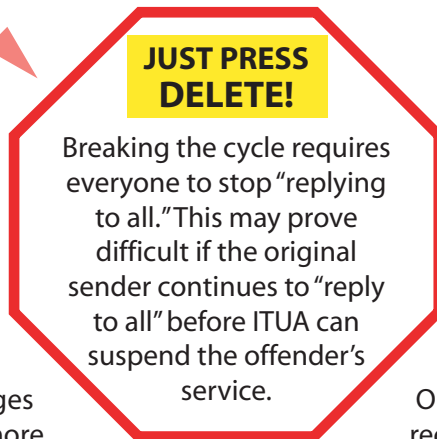 JUST PRESS
DELETE!
Breaking the cycle requires
everyone to stop “replying
to all.” This may prove
difficult if the original
sender continues to “reply
to all” before ITUA can
suspend the offender’s
service.